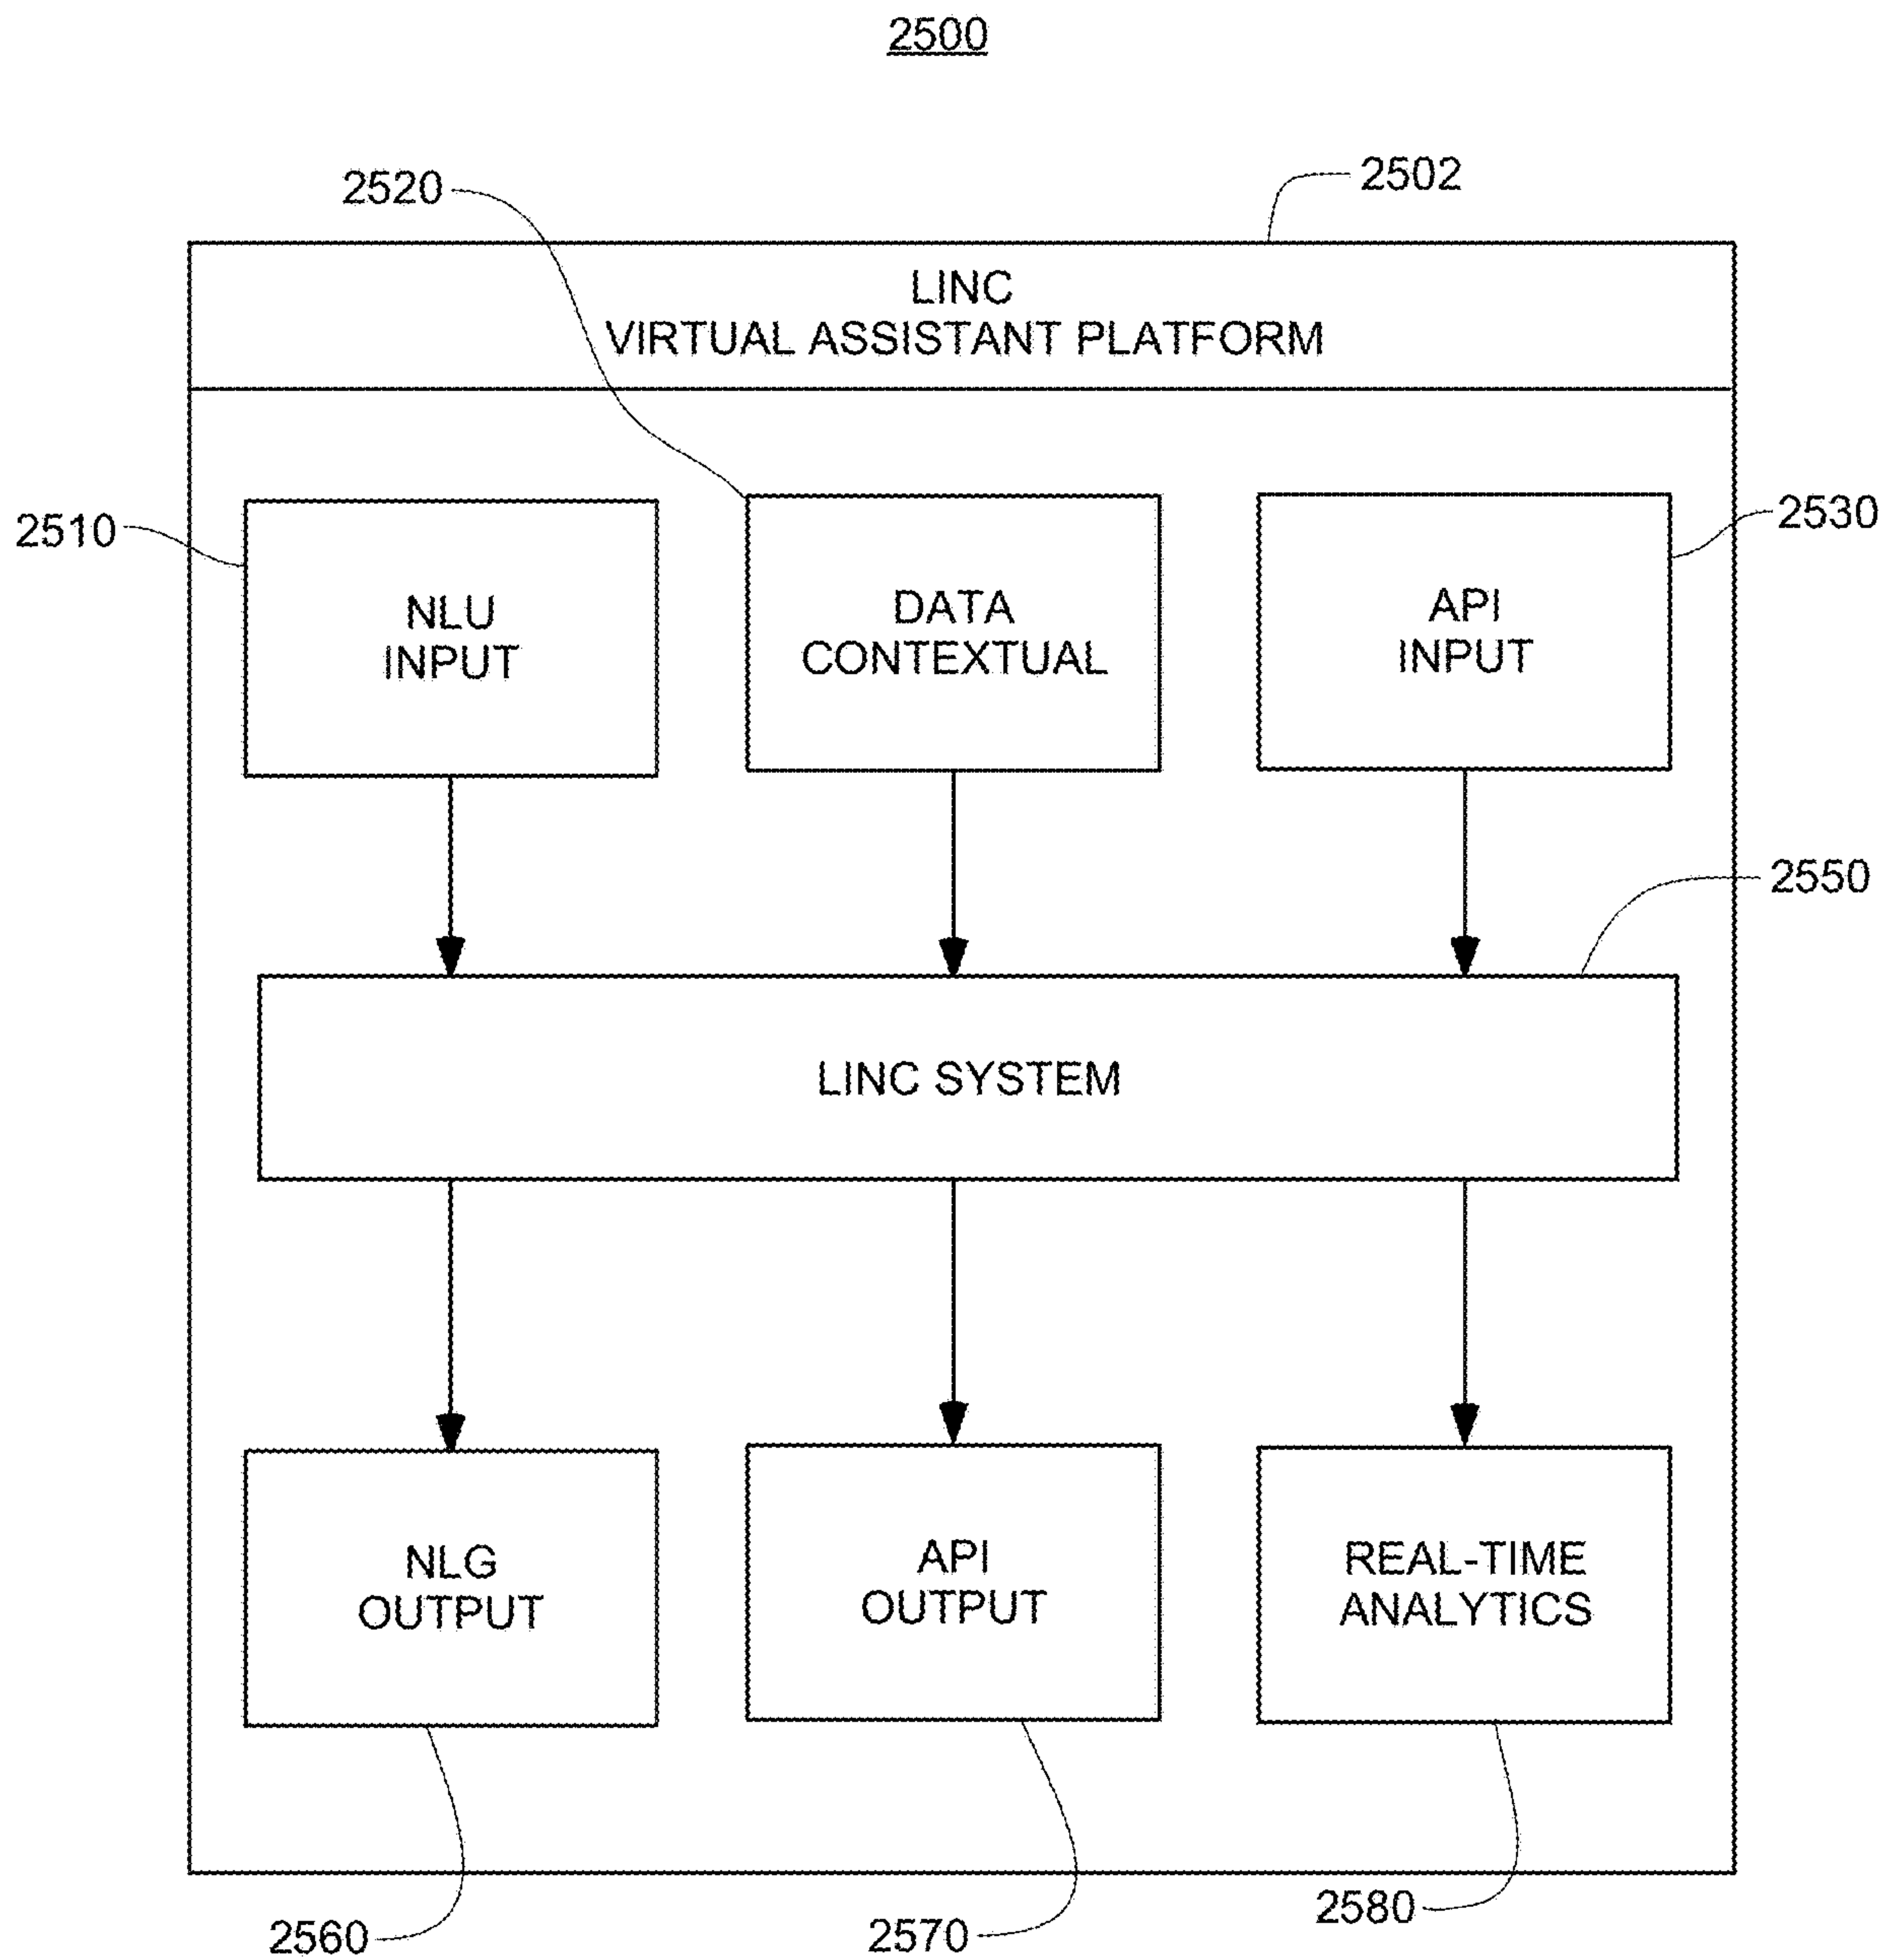 2500
2520
2502
LINC
VIRTUAL ASSISTANT PLATFORM
2510
NLU
INPUT
DATA
CONTEXTUAL
API
INPUT
2530
2550
LINC SYSTEM
NLG
OUTPUT
API
OUTPUT
REAL-TIME
ANALYTICS
2560
2570
2580